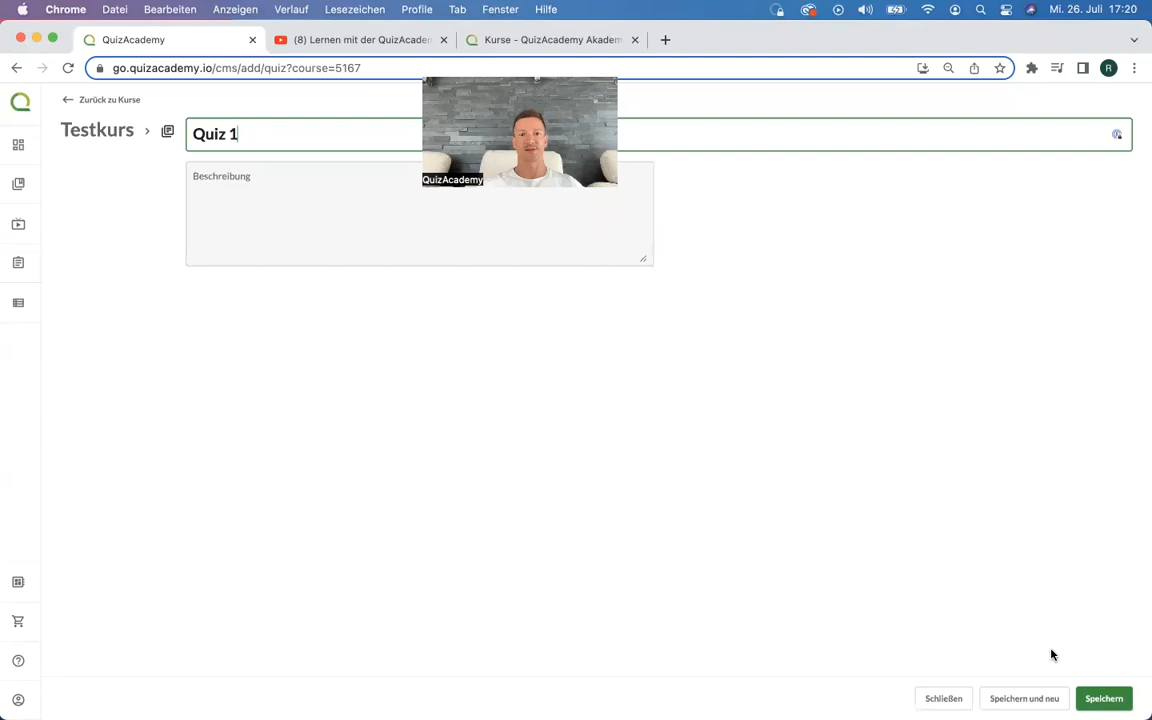 Chrome Datei Bearbeiten Anzeigen Verlauf Lesezeichen Profile Tab Fenster Hilfe Mi. 26. Juli 17:20
QuizAcademy (8) Lernen mit der QuizAcaden Kurse - QuizAcademy Akadem
go.quizacademy.io/cms/add/quiz?course=5167 R
Zurück zu Kurse
Testkurs Quiz 1
Beschreibung
QuizAcademy
Schließen Speichern und neu Speichern